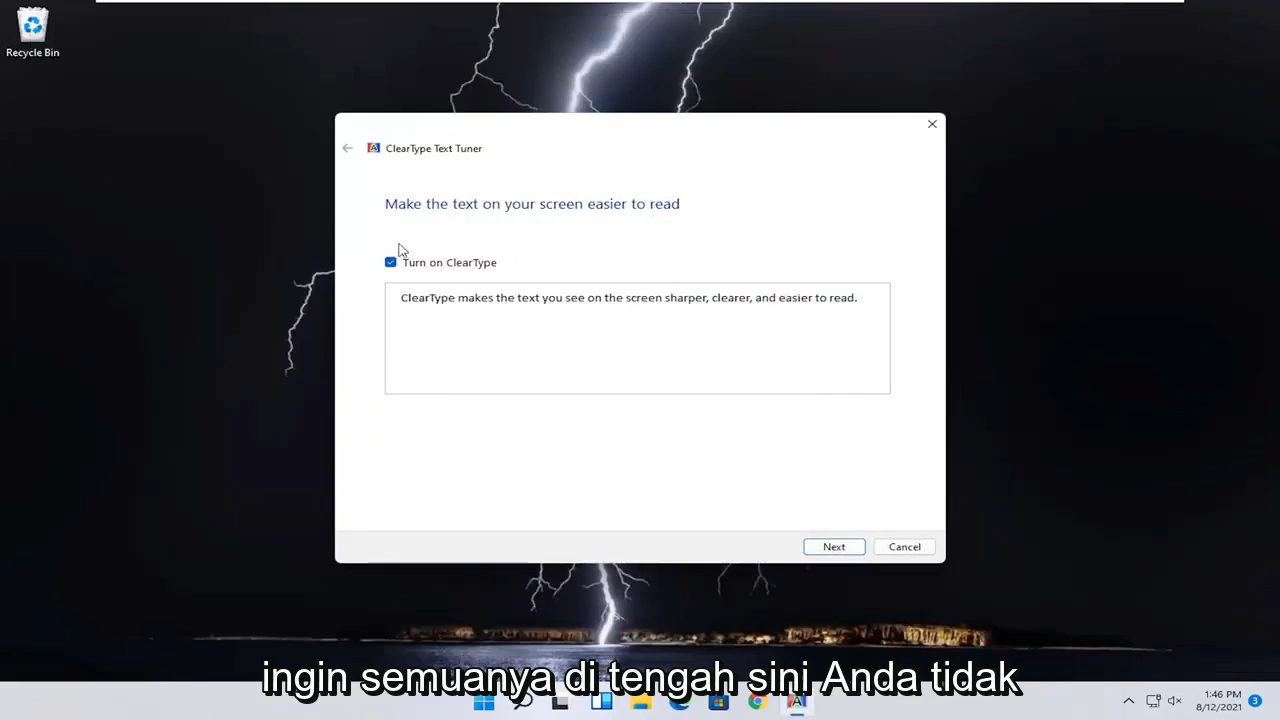 Recycle Bin
ClearType Text Tuner
Make the text on your screen easier to read
Turn on ClearType
ClearType makes the text you see on the screen sharper, clearer, and easier to read.
Next
Cancel
ingin semuanya di tengah sini Anda tidak
1:46 PM
8/12/2021
3